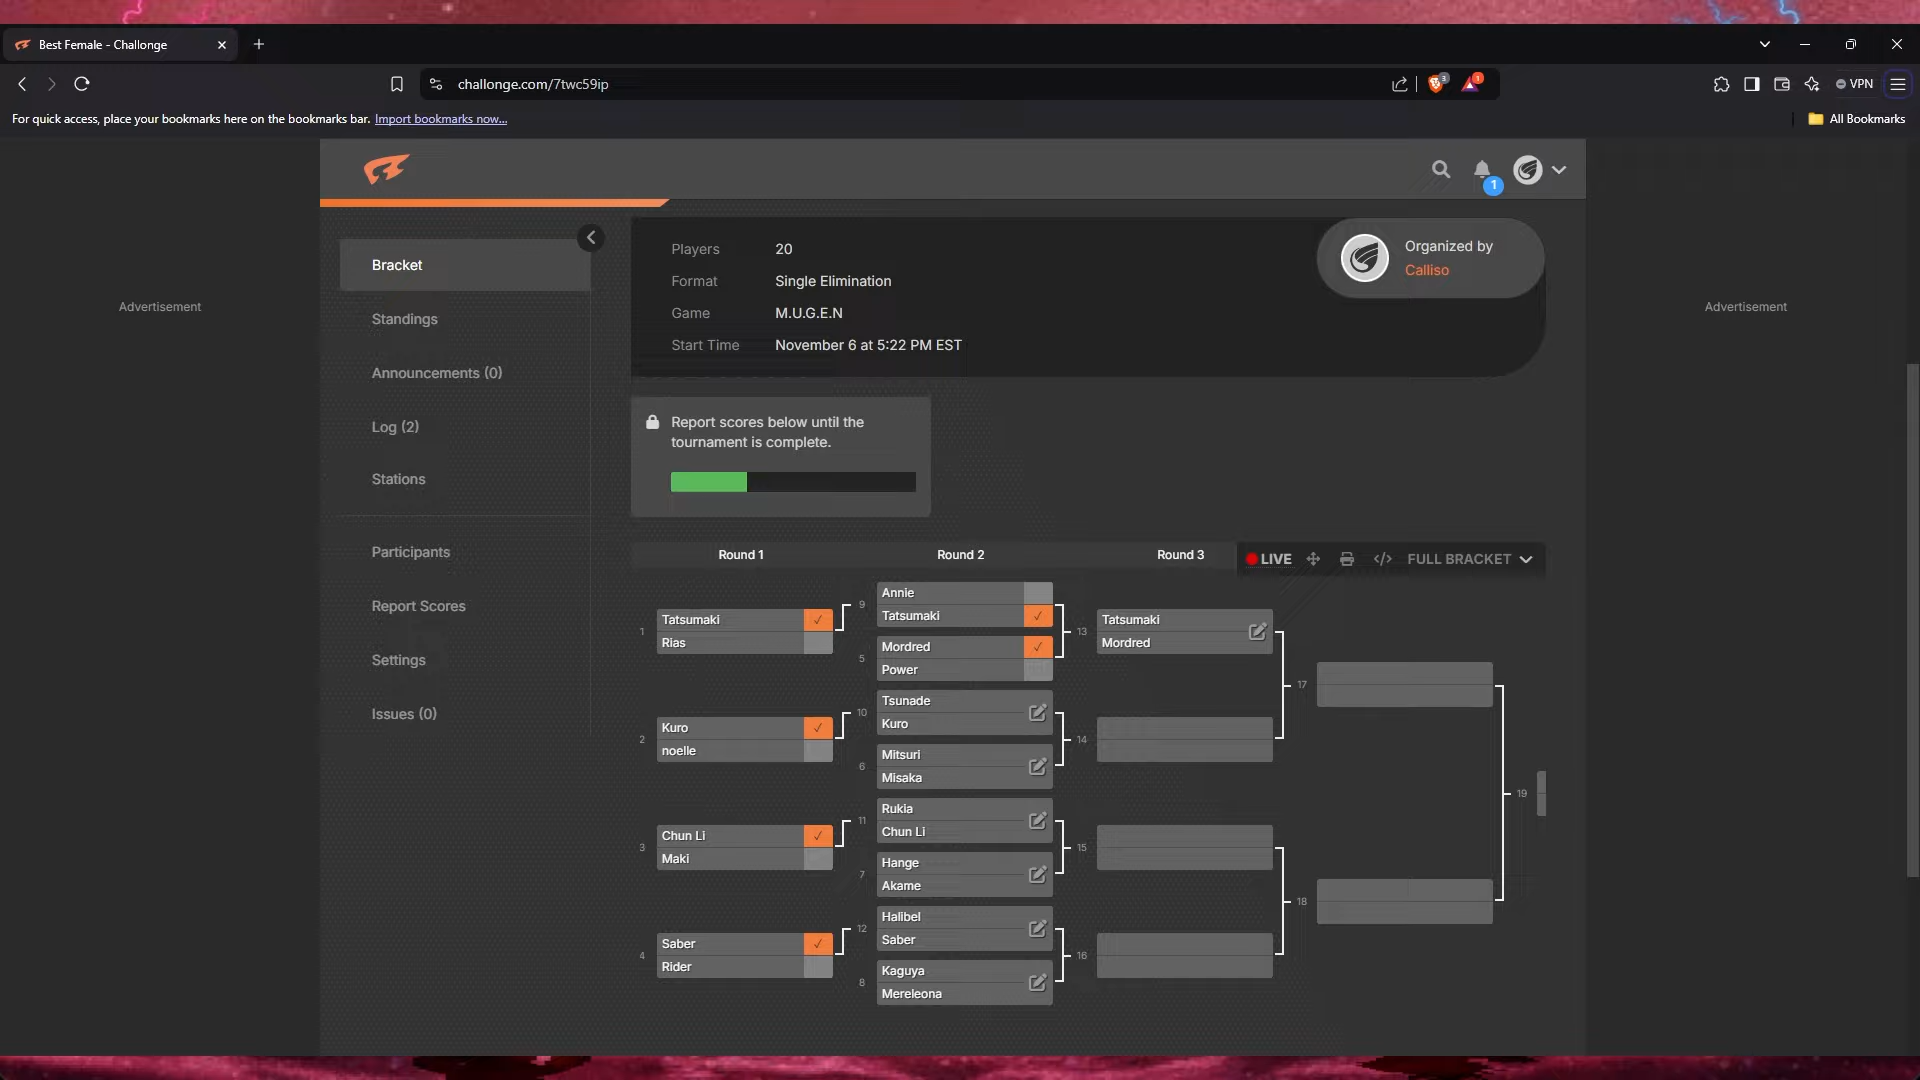 Best Female - Challonge
challonge.com/7twc59ip
3
1
VPN
For quick access, place your bookmarks here on the bookmarks bar. Import bookmarks now...
All Bookmarks
1
Bracket
Standings
Announcements (0)
Log (2)
Stations
Participants
Report Scores
Settings
Issues (0)
Advertisement
Advertisement
Players 20
Format Single Elimination
Game M.U.G.E.N
Start Time November 6 at 5:22 PM EST
Organized by
Calliso
Report scores below until the
tournament is complete.
Round 1
Round 2
Round 3
LIVE
</> FULL BRACKET
1
Tatsumaki ✓
Rias
2
Kuro ✓
noelle
3
Chun Li ✓
Maki
4
Saber ✓
Rider
9
Annie
Tatsumaki ✓
5
Mordred ✓
Power
10
Tsunade
Kuro
6
Mitsuri
Misaka
11
Rukia
Chun Li
7
Hange
Akame
12
Halibel
Saber
8
Kaguya
Mereleona
13
Tatsumaki
Mordred
14
15
16
17
18
19